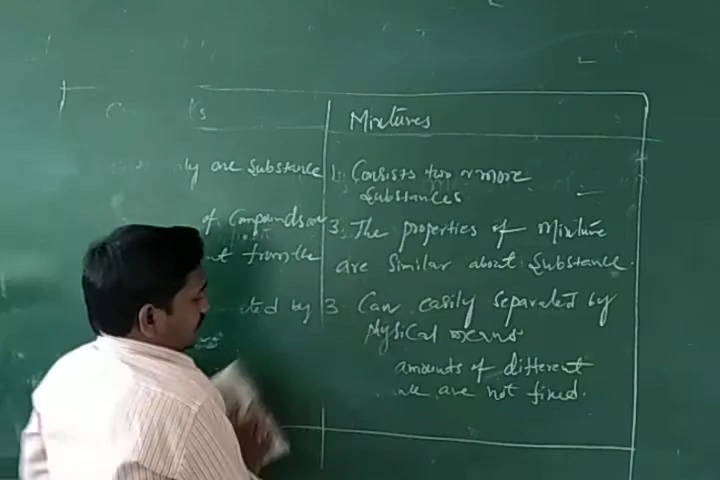 Mixtures
ly one Substance
1. Consists two or more
Substances
of Compounds are
3. The properties of Mixture
from the
are Similar about Substance.
ted by
3 Can easily separated by
physical means.
amounts of different
are not fixed.